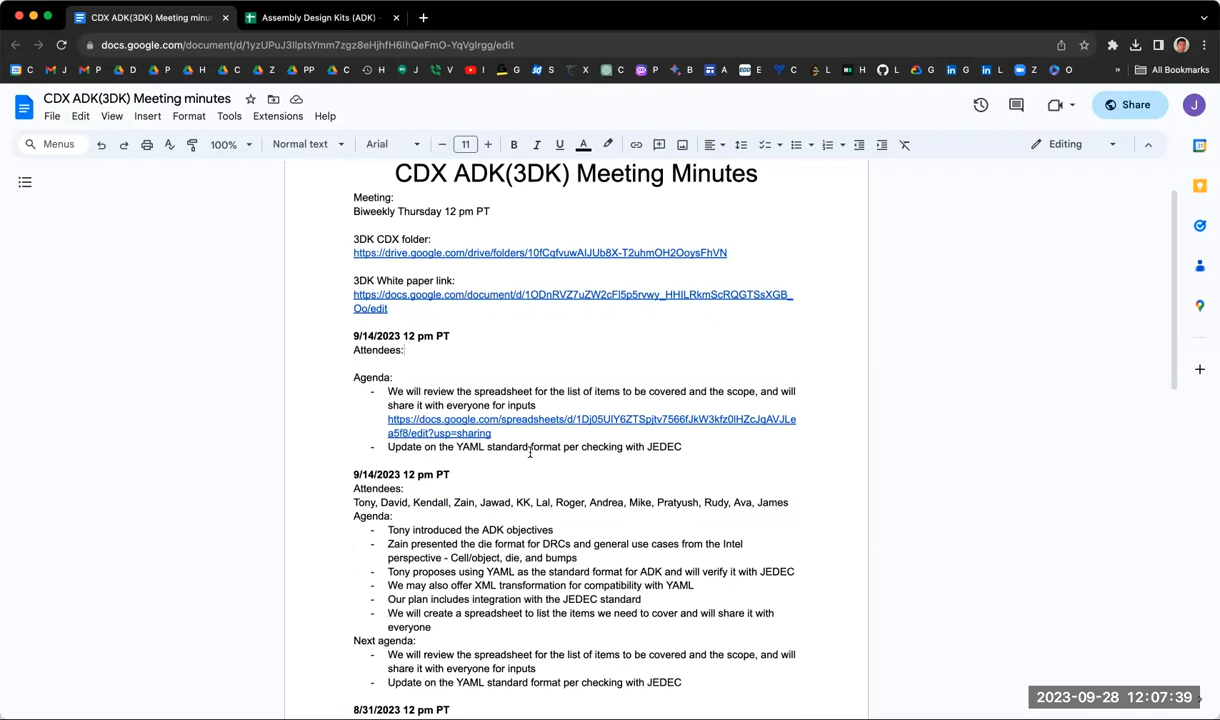 CDX ADK(3DK) Meeting minut
Assembly Design Kits (ADK) -
docs.google.com/document/d/1yzUPuJ3IlptsYmm7zgz8eHjhfH6IhQeFmO-YqVgIrgg/edit
C M P D P H C Z PP C H J V I G S X C P B A E C L H L G L L Z O » All Bookmarks
CDX ADK(3DK) Meeting minutes
File Edit View Insert Format Tools Extensions Help
Share
J
Menus 100% Normal text Arial 11 B I U A Editing
CDX ADK(3DK) Meeting Minutes
Meeting:
Biweekly Thursday 12 pm PT
3DK CDX folder:
https://drive.google.com/drive/folders/10fCqfvuwAIJUb8X-T2uhmOH2OoysFhVN
3DK White paper link:
https://docs.google.com/document/d/1ODnRVZ7uZW2cFl5p5rvwy_HHILRkmScRQGTSsXGB_
Oo/edit
9/14/2023 12 pm PT
Attendees:
Agenda:
- We will review the spreadsheet for the list of items to be covered and the scope, and will
share it with everyone for inputs
https://docs.google.com/spreadsheets/d/1Dj05UlY6ZTSpjtv7566fJkW3kfz0lHZcJqAVJLe
a5f8/edit?usp=sharing
- Update on the YAML standard format per checking with JEDEC
9/14/2023 12 pm PT
Attendees:
Tony, David, Kendall, Zain, Jawad, KK, Lal, Roger, Andrea, Mike, Pratyush, Rudy, Ava, James
Agenda:
- Tony introduced the ADK objectives
- Zain presented the die format for DRCs and general use cases from the Intel
perspective - Cell/object, die, and bumps
- Tony proposes using YAML as the standard format for ADK and will verify it with JEDEC
- We may also offer XML transformation for compatibility with YAML
- Our plan includes integration with the JEDEC standard
- We will create a spreadsheet to list the items we need to cover and will share it with
everyone
Next agenda:
- We will review the spreadsheet for the list of items to be covered and the scope, and will
share it with everyone for inputs
- Update on the YAML standard format per checking with JEDEC
8/31/2023 12 pm PT
2023-09-28 12:07:39